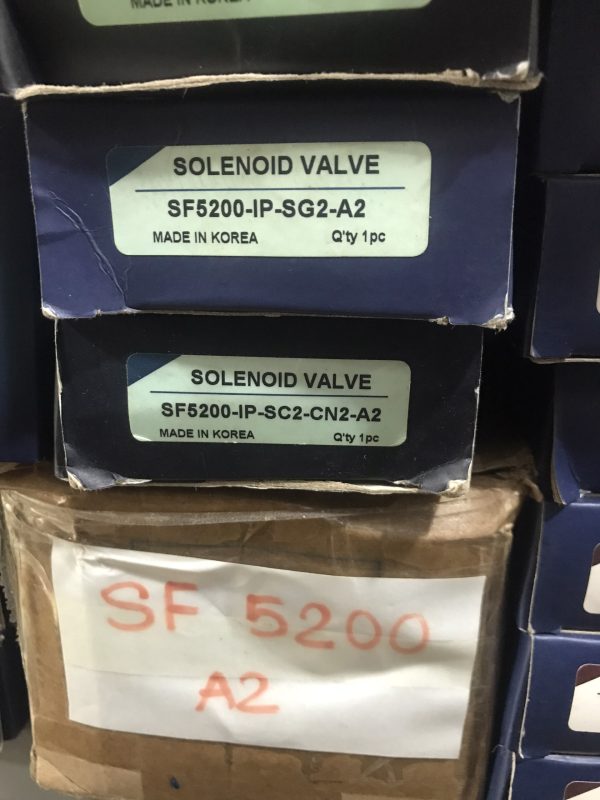 MADE IN KOREA
SOLENOID VALVE
SF5200-IP-SG2-A2
MADE IN KOREA Q'ty 1pc
SOLENOID VALVE
SF5200-IP-SC2-CN2-A2
MADE IN KOREA Q'ty 1pc
SF 5200
A2